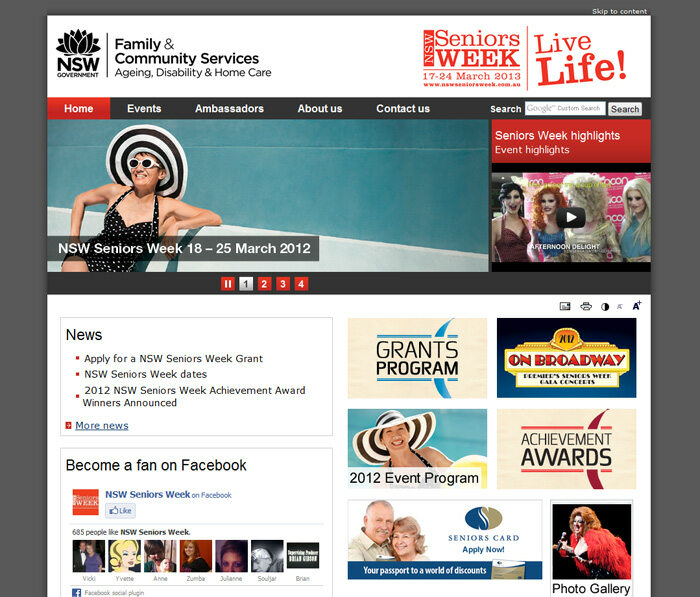 Skip to content
NSW
GOVERNMENT
Family &
Community Services
Ageing, Disability & Home Care
NSW
Seniors
WEEK
17-24 March 2013
www.nswseniorsweek.com.au
Live
Life!
Home
Events
Ambassadors
About us
Contact us
Search
Google™ Custom Search
Search
NSW Seniors Week 18 – 25 March 2012
1
2
3
4
Seniors Week highlights
Event highlights
AFTERNOON DELIGHT
A- A+
News
Apply for a NSW Seniors Week Grant
NSW Seniors Week dates
2012 NSW Seniors Week Achievement Award
Winners Announced
More news
GRANTS
PROGRAM
2012
ON BROADWAY
PREMIER'S SENIORS WEEK
GALA CONCERTS
2012 Event Program
ACHIEVEMENT
AWARDS
Become a fan on Facebook
Seniors
WEEK
NSW Seniors Week on Facebook
Like
685 people like NSW Seniors Week.
Vicki
Yvette
Anne
Zumba
Julianne
Souljar
Brian
Facebook social plugin
SENIORS CARD
Apply Now!
Your passport to a world of discounts
Photo Gallery